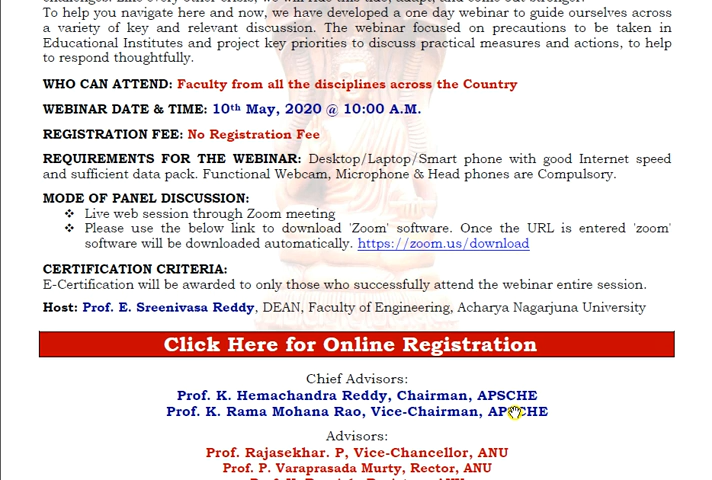 To help you navigate here and now, we have developed a one day webinar to guide ourselves across
a variety of key and relevant discussion. The webinar focused on precautions to be taken in
Educational Institutes and project key priorities to discuss practical measures and actions, to help
to respond thoughtfully.
WHO CAN ATTEND: Faculty from all the disciplines across the Country
WEBINAR DATE & TIME: 10th May, 2020 @ 10:00 A.M.
REGISTRATION FEE: No Registration Fee
REQUIREMENTS FOR THE WEBINAR: Desktop/Laptop/Smart phone with good Internet speed
and sufficient data pack. Functional Webcam, Microphone & Head phones are Compulsory.
MODE OF PANEL DISCUSSION:
❖ Live web session through Zoom meeting
❖ Please use the below link to download 'Zoom' software. Once the URL is entered 'zoom'
software will be downloaded automatically. https://zoom.us/download
CERTIFICATION CRITERIA:
E-Certification will be awarded to only those who successfully attend the webinar entire session.
Host: Prof. E. Sreenivasa Reddy, DEAN, Faculty of Engineering, Acharya Nagarjuna University
Click Here for Online Registration
Chief Advisors:
Prof. K. Hemachandra Reddy, Chairman, APSCHE
Prof. K. Rama Mohana Rao, Vice-Chairman, APSCHE
Advisors:
Prof. Rajasekhar. P, Vice-Chancellor, ANU
Prof. P. Varaprasada Murty, Rector, ANU